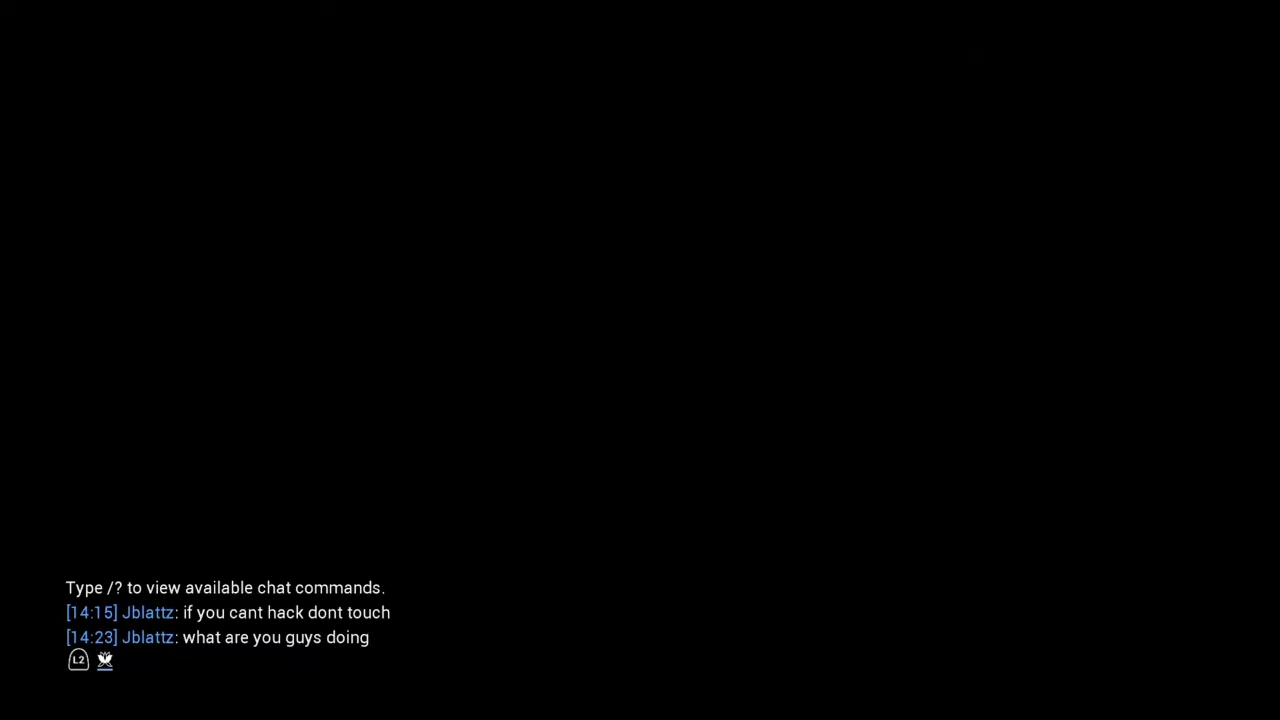 Type /? to view available chat commands.
[14:15] Jblattz: if you cant hack dont touch
[14:23] Jblattz: what are you guys doing
L2